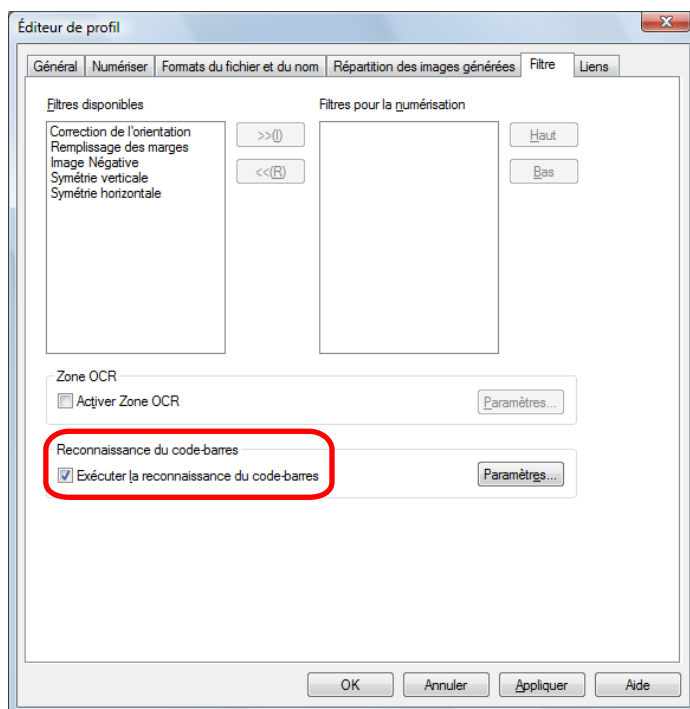 Éditeur de profil
Général Numériser Formats du fichier et du nom Répartition des images générées Filtre Liens
Filtres disponibles
Filtres pour la numérisation
Correction de l'orientation
Remplissage des marges
Image Négative
Symétrie verticale
Symétrie horizontale
>>(I)
<<(R)
Haut
Bas
Zone OCR
Activer Zone OCR
Paramètres...
Reconnaissance du code-barres
Exécuter la reconnaissance du code-barres
Paramètres...
OK Annuler Appliquer Aide